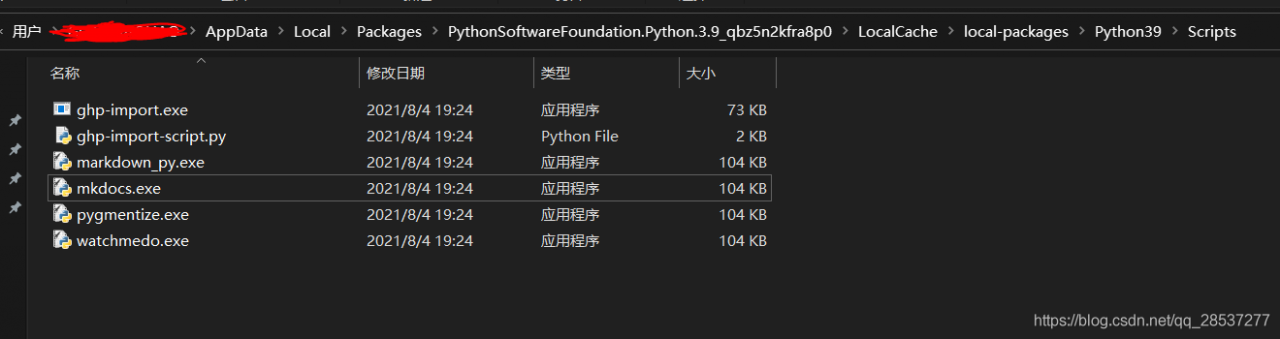 用户 > AppData > Local > Packages > PythonSoftwareFoundation.Python.3.9_qbz5n2kfra8p0 > LocalCache > local-packages > Python39 > Scripts
名称 修改日期 类型 大小
ghp-import.exe 2021/8/4 19:24 应用程序 73 KB
ghp-import-script.py 2021/8/4 19:24 Python File 2 KB
markdown_py.exe 2021/8/4 19:24 应用程序 104 KB
mkdocs.exe 2021/8/4 19:24 应用程序 104 KB
pygmentize.exe 2021/8/4 19:24 应用程序 104 KB
watchmedo.exe 2021/8/4 19:24 应用程序 104 KB
https://blog.csdn.net/qq_28537277